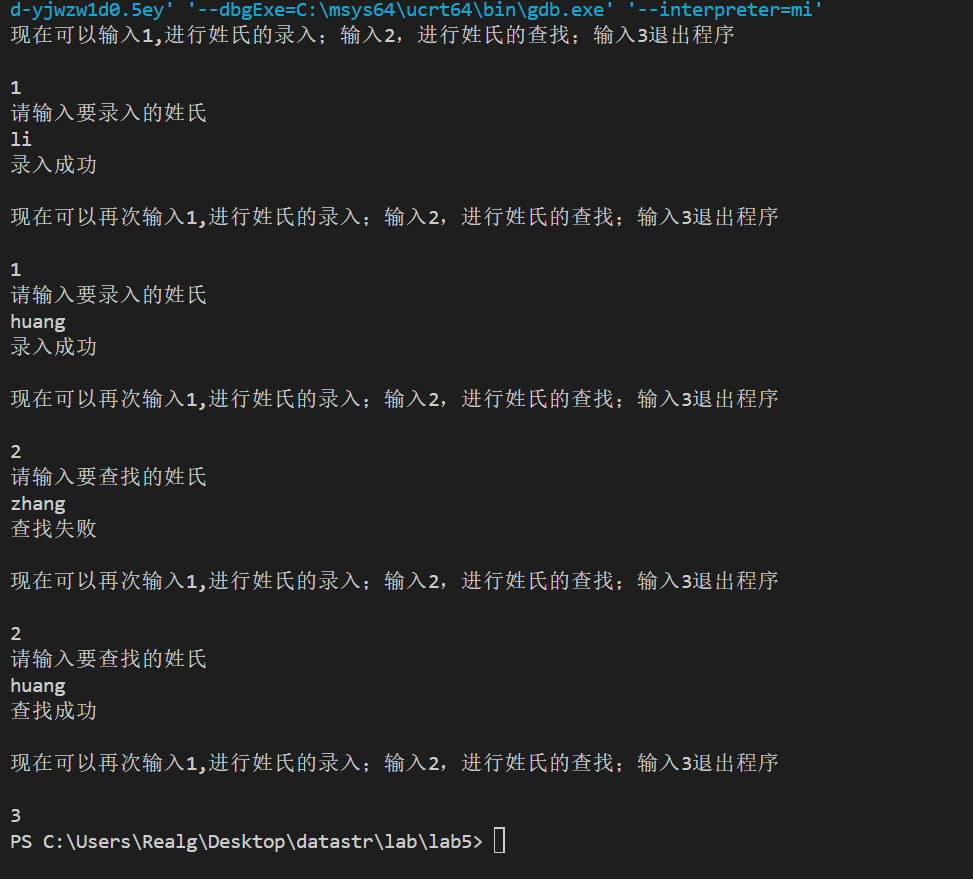 d-yjwzw1d0.5ey' '--dbgExe=C:\msys64\ucrt64\bin\gdb.exe' '--interpreter=mi'
现在可以输入1,进行姓氏的录入；输入2，进行姓氏的查找；输入3退出程序
1
请输入要录入的姓氏
li
录入成功
现在可以再次输入1,进行姓氏的录入；输入2，进行姓氏的查找；输入3退出程序
1
请输入要录入的姓氏
huang
录入成功
现在可以再次输入1,进行姓氏的录入；输入2，进行姓氏的查找；输入3退出程序
2
请输入要查找的姓氏
zhang
查找失败
现在可以再次输入1,进行姓氏的录入；输入2，进行姓氏的查找；输入3退出程序
2
请输入要查找的姓氏
huang
查找成功
现在可以再次输入1,进行姓氏的录入；输入2，进行姓氏的查找；输入3退出程序
3
PS C:\Users\Realg\Desktop\datastr\lab\lab5>